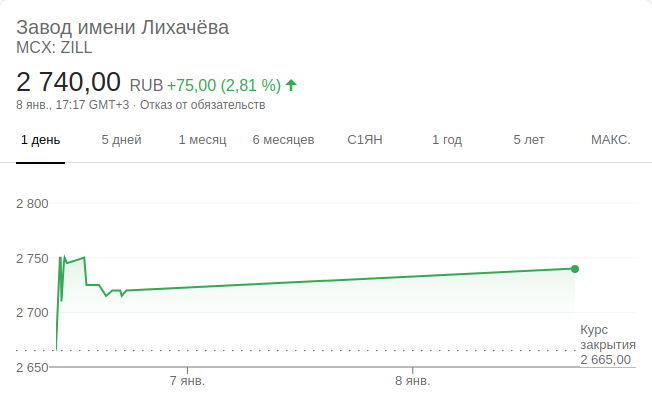 Завод имени Лихачёва
MCX: ZILL
2 740,00 RUB +75,00 (2,81 %)
8 янв., 17:17 GMT+3 · Отказ от обязательств
1 день 5 дней 1 месяц 6 месяцев С1ЯН 1 год 5 лет МАКС.
2 800
2 750
2 700
Курс
закрытия
2 665,00
2 650
7 янв. 8 янв.